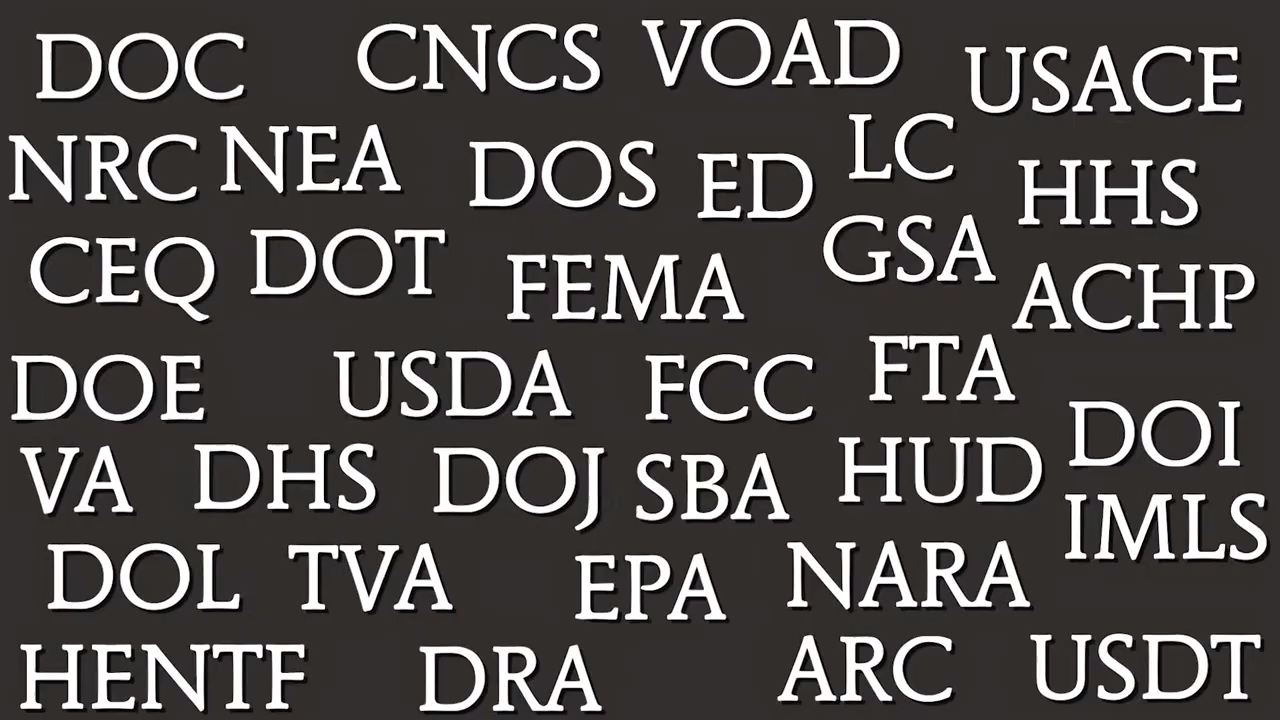 DOC CNCS VOAD USACE
NRC NEA DOS ED LC HHS
CEQ DOT FEMA GSA ACHP
DOE USDA FCC FTA DOI
VA DHS DOJ SBA HUD IMLS
DOL TVA EPA NARA
HENTF DRA ARC USDT